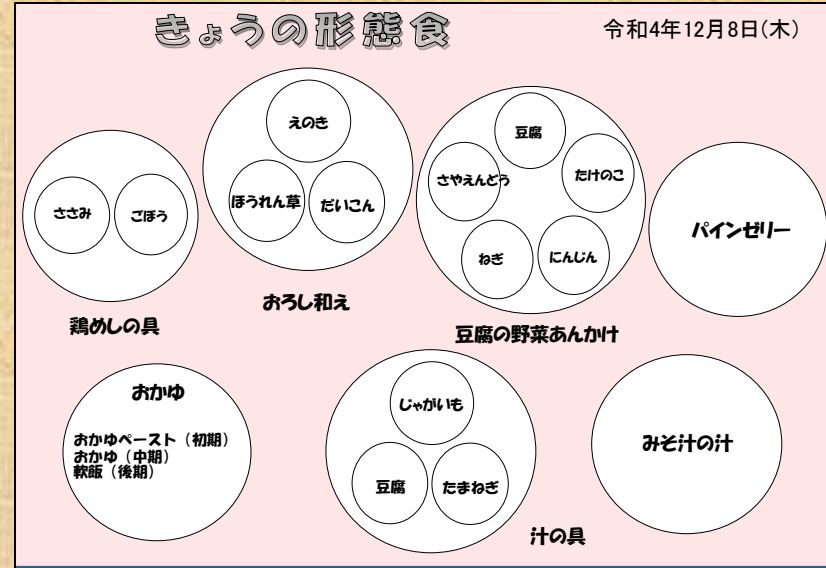 きょうの形態食
令和4年12月8日(木)
ささみ
ごぼう
鶏めしの具
えのき
ほうれん草
だいこん
おろし和え
豆腐
さやえんどう
たけのこ
ねぎ
にんじん
豆腐の野菜あんかけ
パインゼリー
おかゆ
おかゆペースト（初期）
おかゆ（中期）
軟飯（後期）
じゃがいも
豆腐
たまねぎ
汁の具
みそ汁の汁